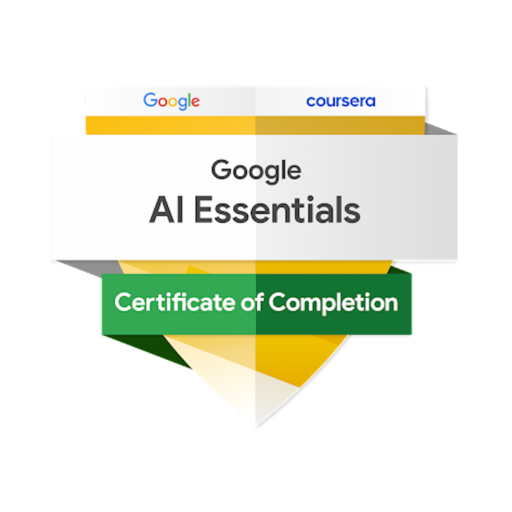 Google coursera
Google
AI Essentials
Certificate of Completion